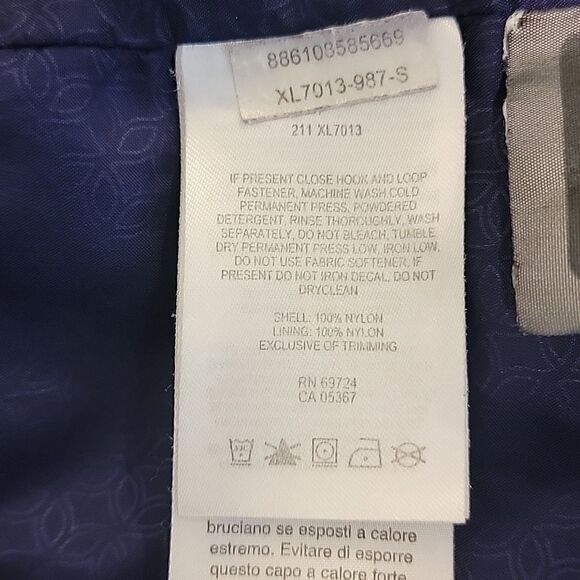 886108585669
XL7013-987-S
211 XL7013
IF PRESENT CLOSE HOOK AND LOOP
FASTENER, MACHINE WASH COLD
PERMANENT PRESS, POWDERED
DETERGENT, RINSE THOROUGHLY, WASH
SEPARATELY, DO NOT BLEACH, TUMBLE
DRY PERMANENT PRESS LOW, IRON LOW,
DO NOT USE FABRIC SOFTENER, IF
PRESENT DO NOT IRON DECAL, DO NOT
DRYCLEAN
SHELL: 100% NYLON
LINING: 100% NYLON
EXCLUSIVE OF TRIMMING
RN 69724
CA 05367
bruciano se esposti a calore
estremo. Evitare di esporre
questo capo a calore forte